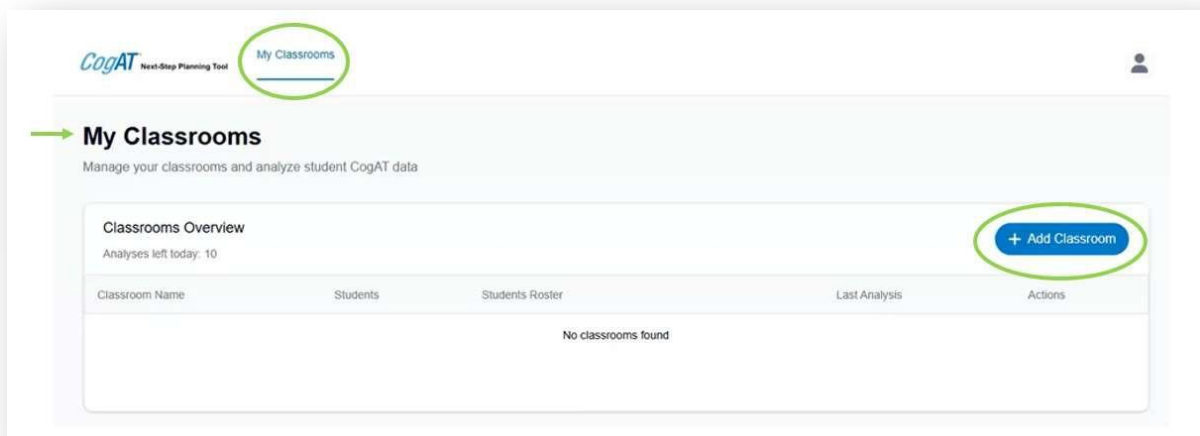 CogAT Next-Step Planning Tool My Classrooms
My Classrooms
Manage your classrooms and analyze student CogAT data
Classrooms Overview
Analyses left today: 10
+ Add Classroom
Classroom Name Students Students Roster Last Analysis Actions
No classrooms found